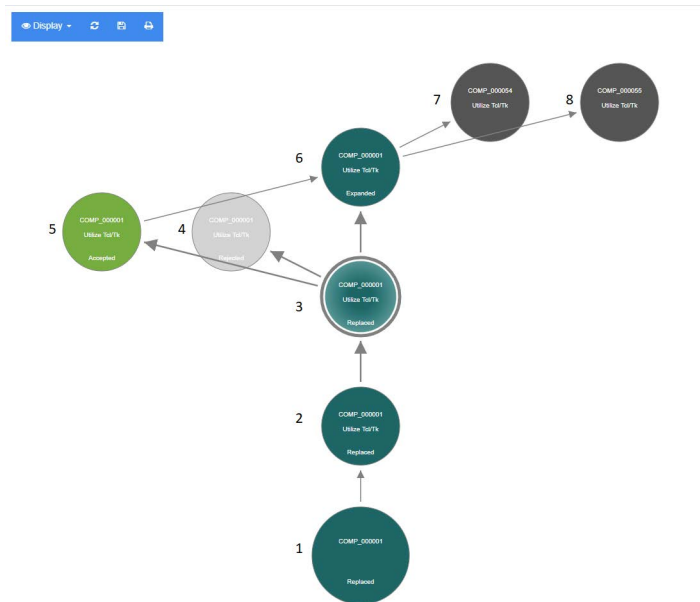 Display
7
COMP_000054
Utilize Tcl/Tk
8
COMP_000055
Utilize Tcl/Tk
6
COMP_000001
Utilize Tcl/Tk
Expanded
5
COMP_000001
Utilize Tcl/Tk
Accepted
4
COMP_000001
Utilize Tcl/Tk
Rejected
3
COMP_000001
Utilize Tcl/Tk
Replaced
2
COMP_000001
Utilize Tcl/Tk
Replaced
1
COMP_000001
Replaced